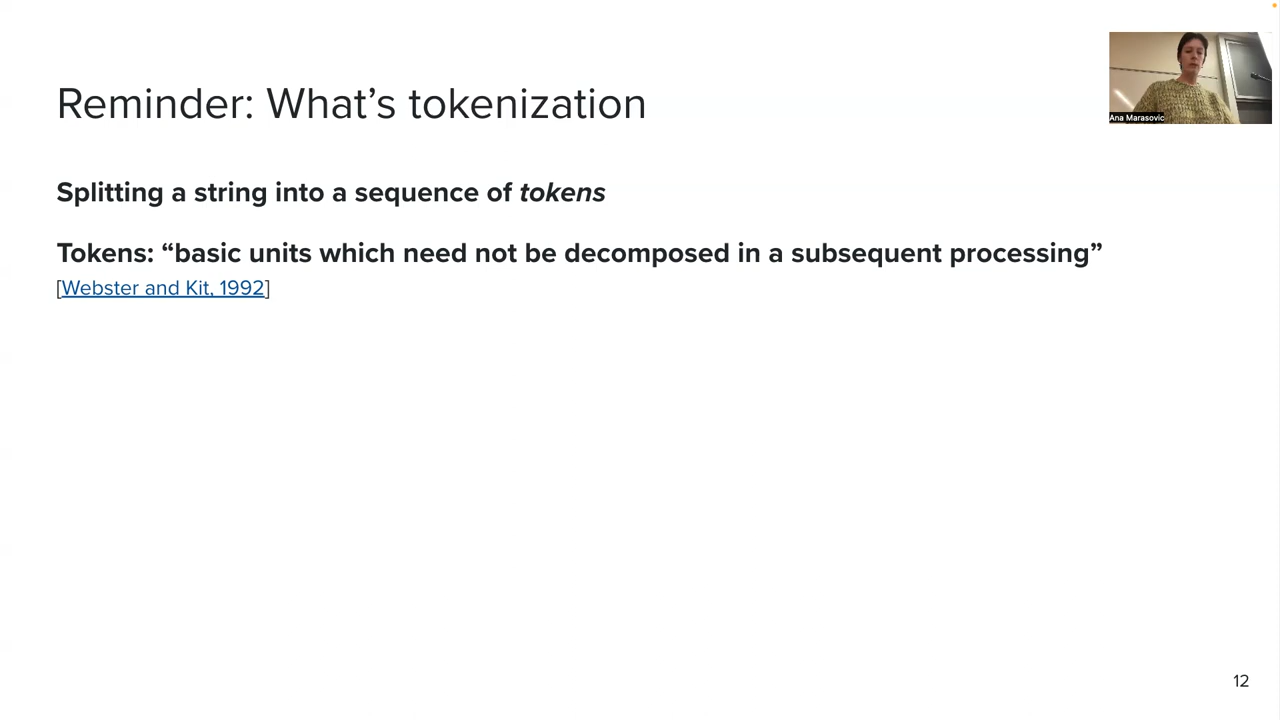 Reminder: What’s tokenization
Ana Marasovic
Splitting a string into a sequence of tokens
Tokens: “basic units which need not be decomposed in a subsequent processing”
[Webster and Kit, 1992]
12